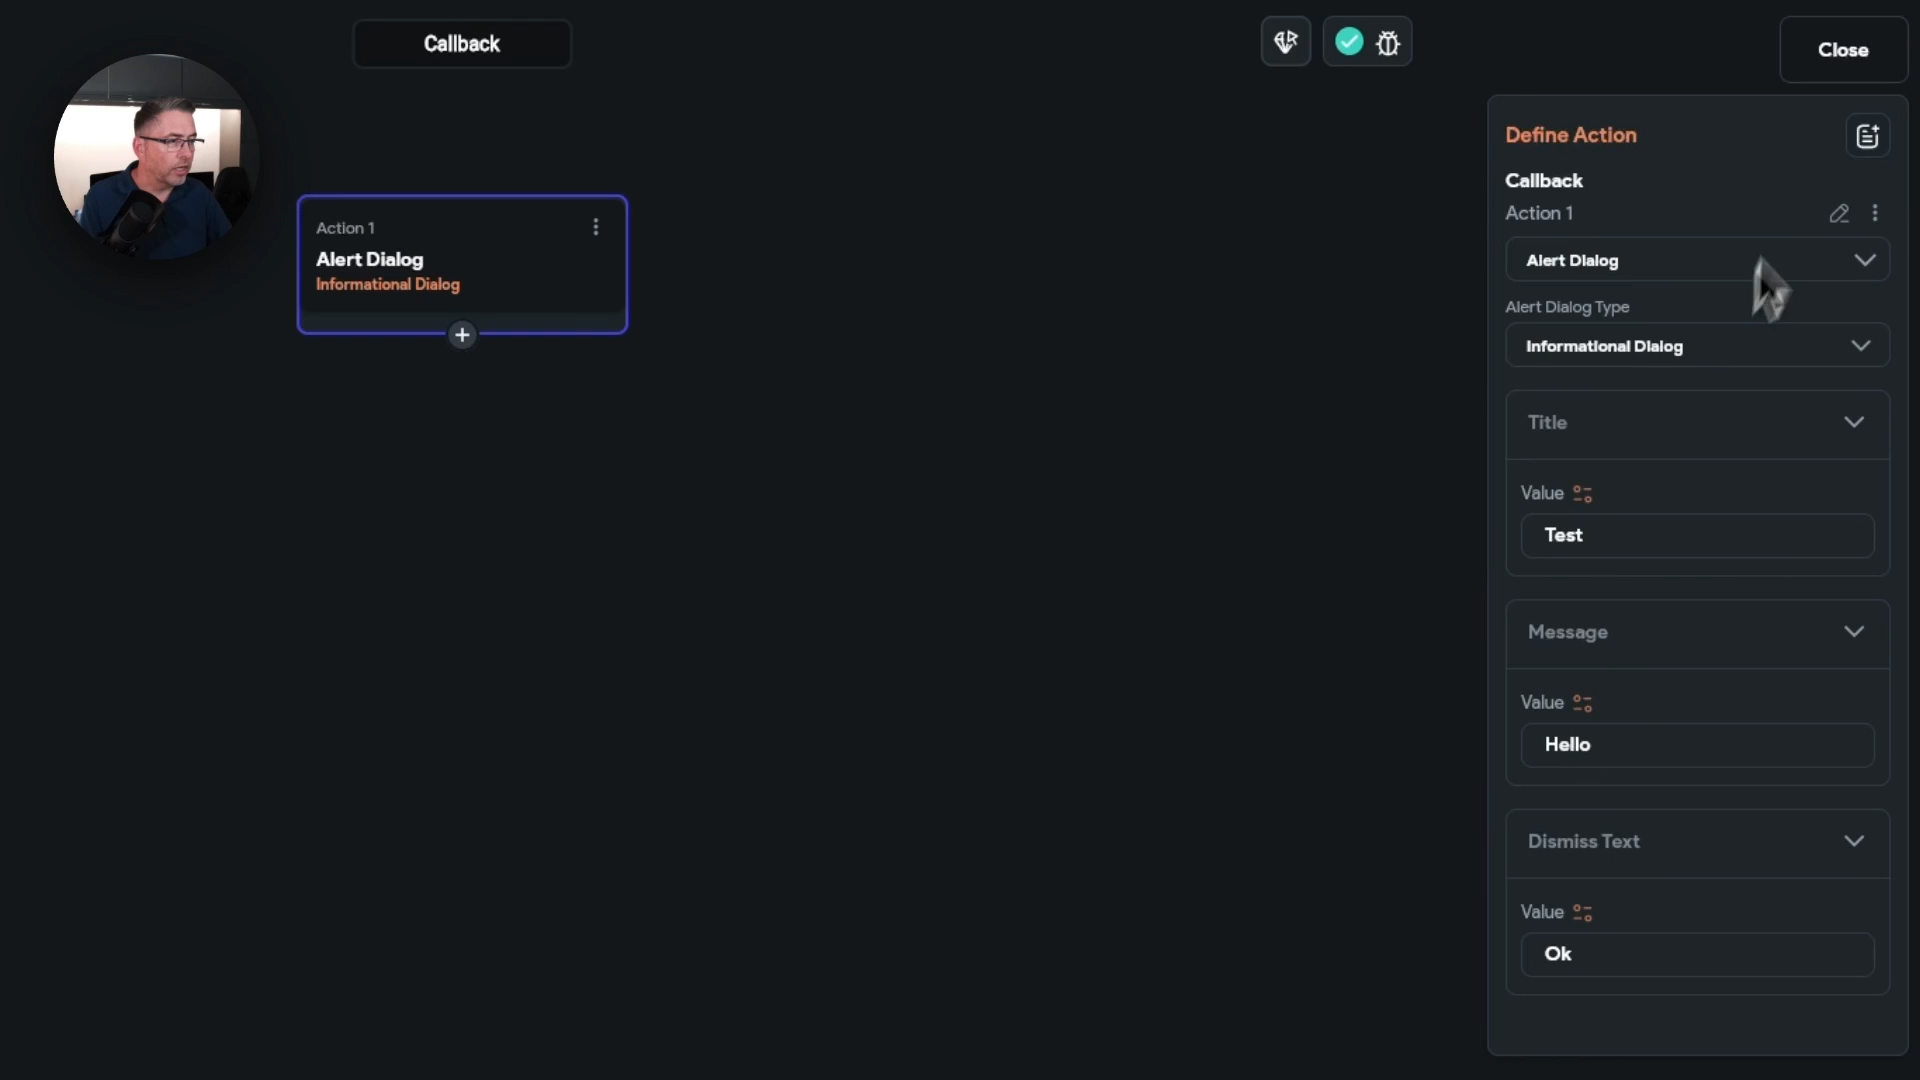 Callback
Close
Action 1
Alert Dialog
Informational Dialog
Define Action
Callback
Action 1
Alert Dialog
Alert Dialog Type
Informational Dialog
Title
Value
Test
Message
Value
Hello
Dismiss Text
Value
Ok